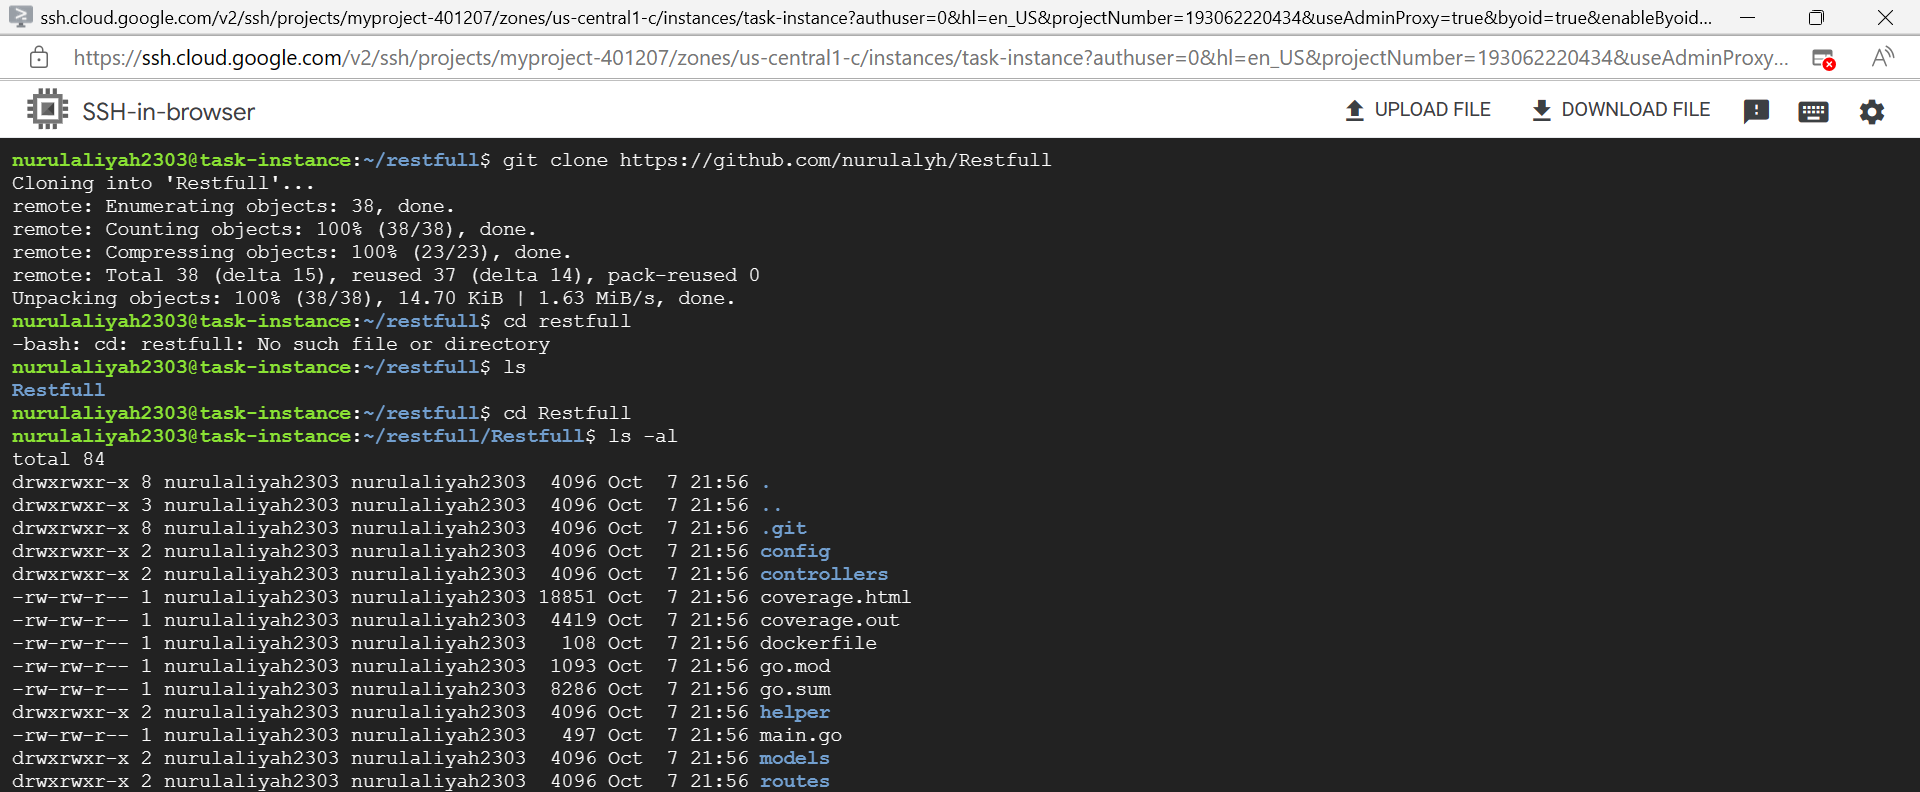 ssh.cloud.google.com/v2/ssh/projects/myproject-401207/zones/us-central1-c/instances/task-instance?authuser=0&hl=en_US&projectNumber=193062220434&useAdminProxy=true&byoid=true&enableByoid...
https://ssh.cloud.google.com/v2/ssh/projects/myproject-401207/zones/us-central1-c/instances/task-instance?authuser=0&hl=en_US&projectNumber=193062220434&useAdminProxy...
SSH-in-browser UPLOAD FILE DOWNLOAD FILE
nurulaliyah2303@task-instance:~/restfull$ git clone https://github.com/nurulalyh/Restfull
Cloning into 'Restfull'...
remote: Enumerating objects: 38, done.
remote: Counting objects: 100% (38/38), done.
remote: Compressing objects: 100% (23/23), done.
remote: Total 38 (delta 15), reused 37 (delta 14), pack-reused 0
Unpacking objects: 100% (38/38), 14.70 KiB | 1.63 MiB/s, done.
nurulaliyah2303@task-instance:~/restfull$ cd restfull
-bash: cd: restfull: No such file or directory
nurulaliyah2303@task-instance:~/restfull$ ls
Restfull
nurulaliyah2303@task-instance:~/restfull$ cd Restfull
nurulaliyah2303@task-instance:~/restfull/Restfull$ ls -al
total 84
drwxrwxr-x 8 nurulaliyah2303 nurulaliyah2303  4096 Oct  7 21:56 .
drwxrwxr-x 3 nurulaliyah2303 nurulaliyah2303  4096 Oct  7 21:56 ..
drwxrwxr-x 8 nurulaliyah2303 nurulaliyah2303  4096 Oct  7 21:56 .git
drwxrwxr-x 2 nurulaliyah2303 nurulaliyah2303  4096 Oct  7 21:56 config
drwxrwxr-x 2 nurulaliyah2303 nurulaliyah2303  4096 Oct  7 21:56 controllers
-rw-rw-r-- 1 nurulaliyah2303 nurulaliyah2303 18851 Oct  7 21:56 coverage.html
-rw-rw-r-- 1 nurulaliyah2303 nurulaliyah2303  4419 Oct  7 21:56 coverage.out
-rw-rw-r-- 1 nurulaliyah2303 nurulaliyah2303   108 Oct  7 21:56 dockerfile
-rw-rw-r-- 1 nurulaliyah2303 nurulaliyah2303  1093 Oct  7 21:56 go.mod
-rw-rw-r-- 1 nurulaliyah2303 nurulaliyah2303  8286 Oct  7 21:56 go.sum
drwxrwxr-x 2 nurulaliyah2303 nurulaliyah2303  4096 Oct  7 21:56 helper
-rw-rw-r-- 1 nurulaliyah2303 nurulaliyah2303   497 Oct  7 21:56 main.go
drwxrwxr-x 2 nurulaliyah2303 nurulaliyah2303  4096 Oct  7 21:56 models
drwxrwxr-x 2 nurulaliyah2303 nurulaliyah2303  4096 Oct  7 21:56 routes